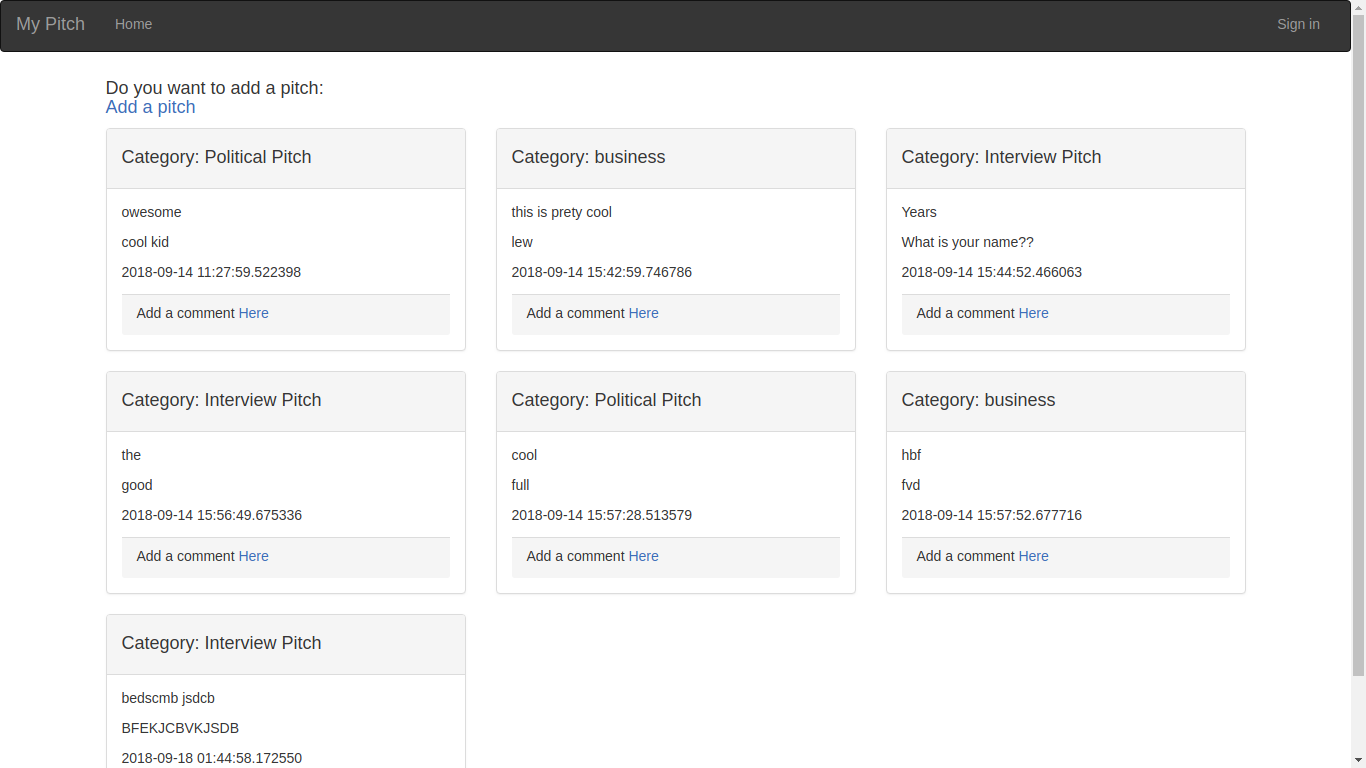 My Pitch Home Sign in
Do you want to add a pitch:
Add a pitch
Category: Political Pitch
owesome
cool kid
2018-09-14 11:27:59.522398
Add a comment Here
Category: business
this is prety cool
lew
2018-09-14 15:42:59.746786
Add a comment Here
Category: Interview Pitch
Years
What is your name??
2018-09-14 15:44:52.466063
Add a comment Here
Category: Interview Pitch
the
good
2018-09-14 15:56:49.675336
Add a comment Here
Category: Political Pitch
cool
full
2018-09-14 15:57:28.513579
Add a comment Here
Category: business
hbf
fvd
2018-09-14 15:57:52.677716
Add a comment Here
Category: Interview Pitch
bedscmb jsdcb
BFEKJCBVKJSDB
2018-09-18 01:44:58.172550